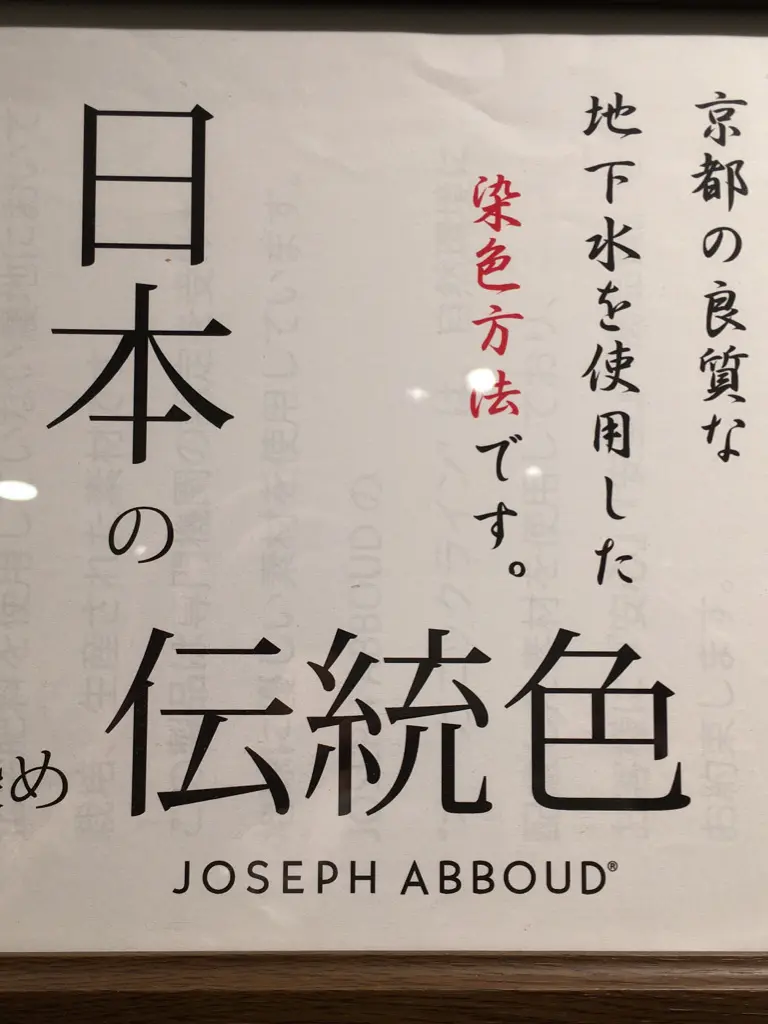 京都の良質な
地下水を使用した
染色方法です。
日本の
伝統色
め
JOSEPH ABBOUD®